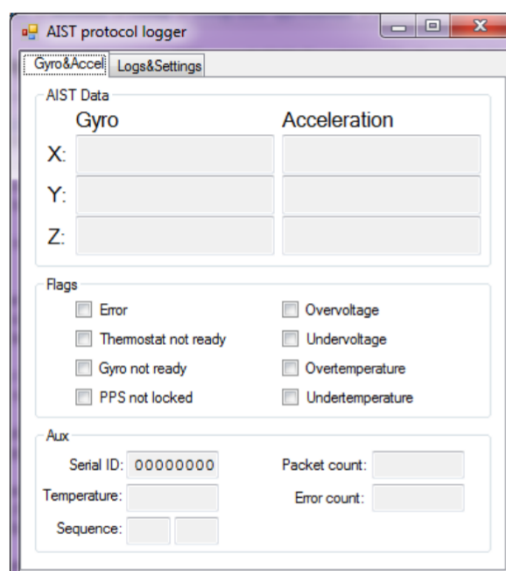 AIST protocol logger
Gyro&Accel Logs&Settings
AIST Data
Gyro Acceleration
X:
Y:
Z:
Flags
Error Overvoltage
Thermostat not ready Undervoltage
Gyro not ready Overtemperature
PPS not locked Undertemperature
Aux
Serial ID: 00000000 Packet count:
Temperature: Error count:
Sequence: